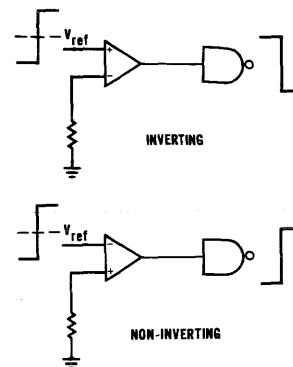 V_ref
+
−
INVERTING
V_ref
−
+
NON-INVERTING